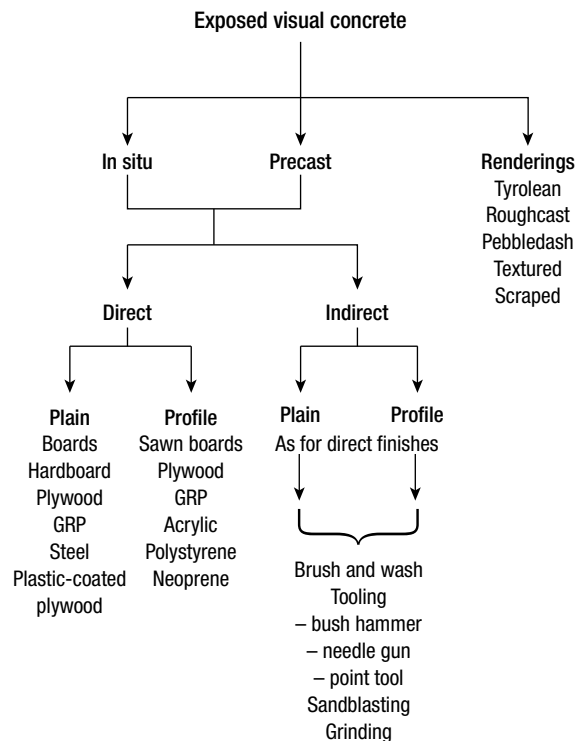 Exposed visual concrete
In situ
Precast
Renderings
Tyrolean
Roughcast
Pebbledash
Textured
Scraped
Direct
Indirect
Plain
Boards
Hardboard
Plywood
GRP
Steel
Plastic-coated
plywood
Profile
Sawn boards
Plywood
GRP
Acrylic
Polystyrene
Neoprene
Plain
Profile
As for direct finishes
Brush and wash
Tooling
– bush hammer
– needle gun
– point tool
Sandblasting
Grinding